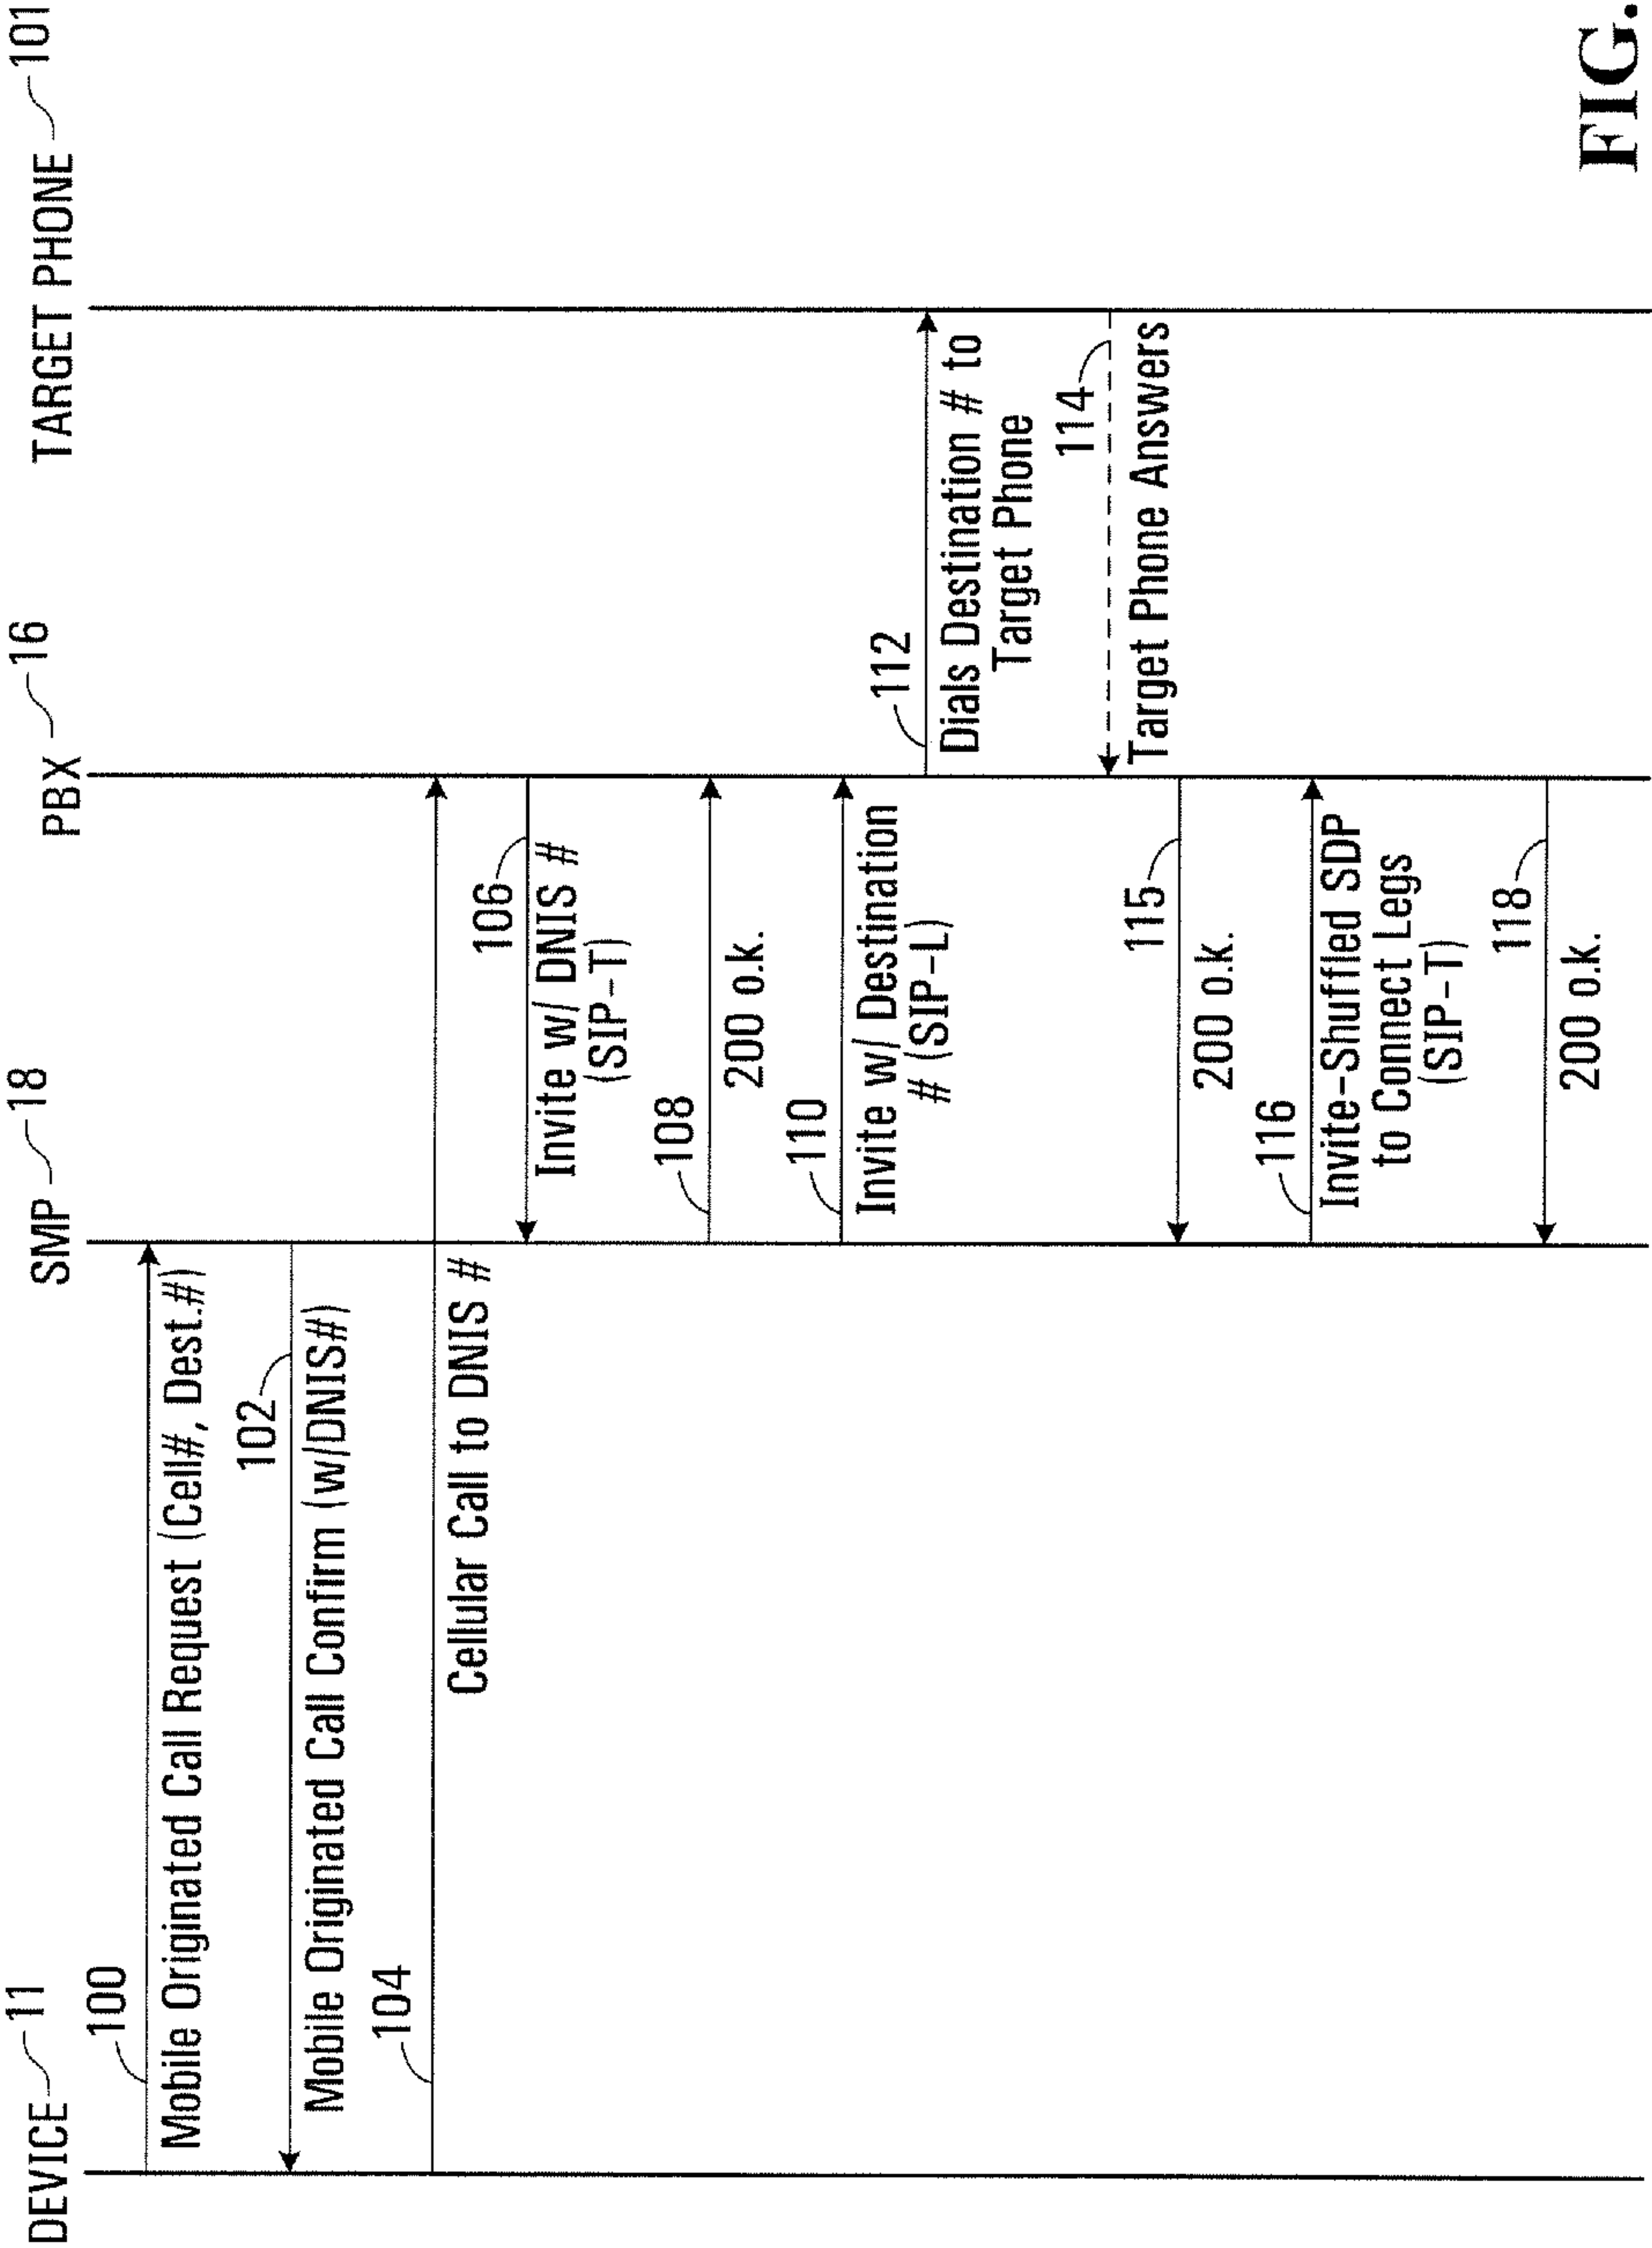 DEVICE 11
SMP 18
PBX 16
TARGET PHONE 101
100
Mobile Originated Call Request (Cell#, Dest.#)
102
Mobile Originated Call Confirm (w/DNIS#)
104
Cellular Call to DNIS #
106
Invite w/ DNIS #
(SIP-T)
108
200 o.k.
110
Invite w/ Destination
# (SIP-L)
112
Dials Destination # to
Target Phone
114
Target Phone Answers
115
200 o.k.
116
Invite-Shuffled SDP
to Connect Legs
(SIP-T)
118
200 o.k.
FIG.